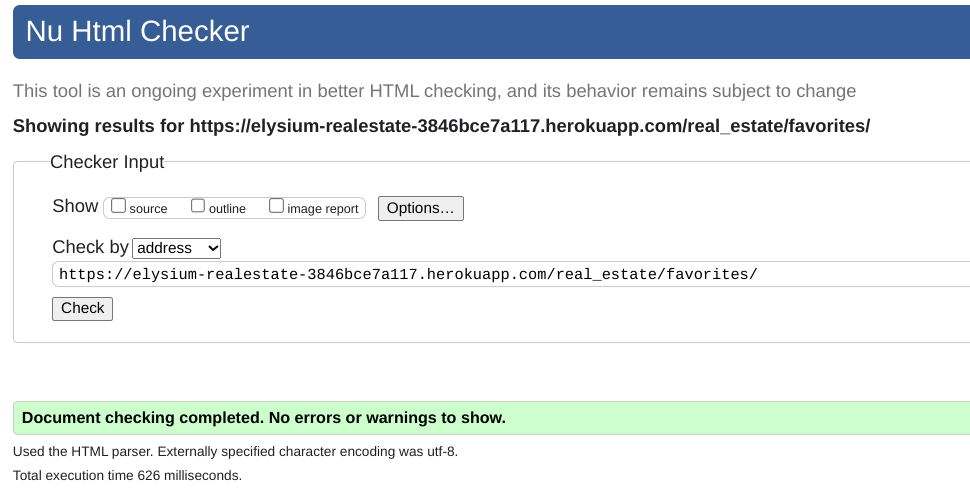 Nu Html Checker
This tool is an ongoing experiment in better HTML checking, and its behavior remains subject to change
Showing results for https://elysium-realestate-3846bce7a117.herokuapp.com/real_estate/favorites/
Checker Input
Show source outline image report Options...
Check by address
https://elysium-realestate-3846bce7a117.herokuapp.com/real_estate/favorites/
Check
Document checking completed. No errors or warnings to show.
Used the HTML parser. Externally specified character encoding was utf-8.
Total execution time 626 milliseconds.